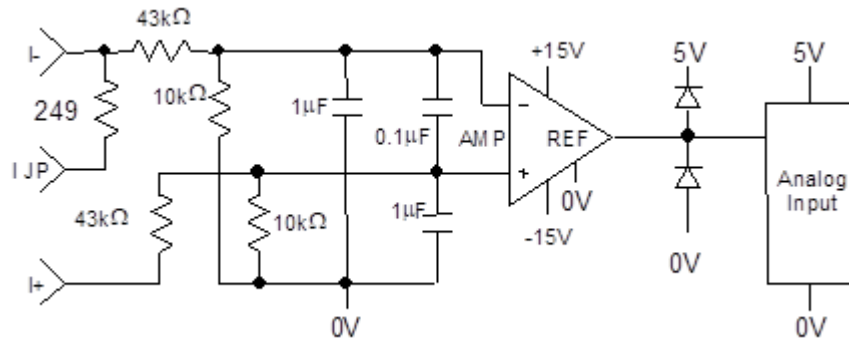 43kΩ
I-
249
10kΩ
1µF
0.1µF
AMP
−
+
REF
+15V
-15V
0V
5V
0V
5V
Analog
Input
0V
I JP
43kΩ
10kΩ
1µF
I+
0V